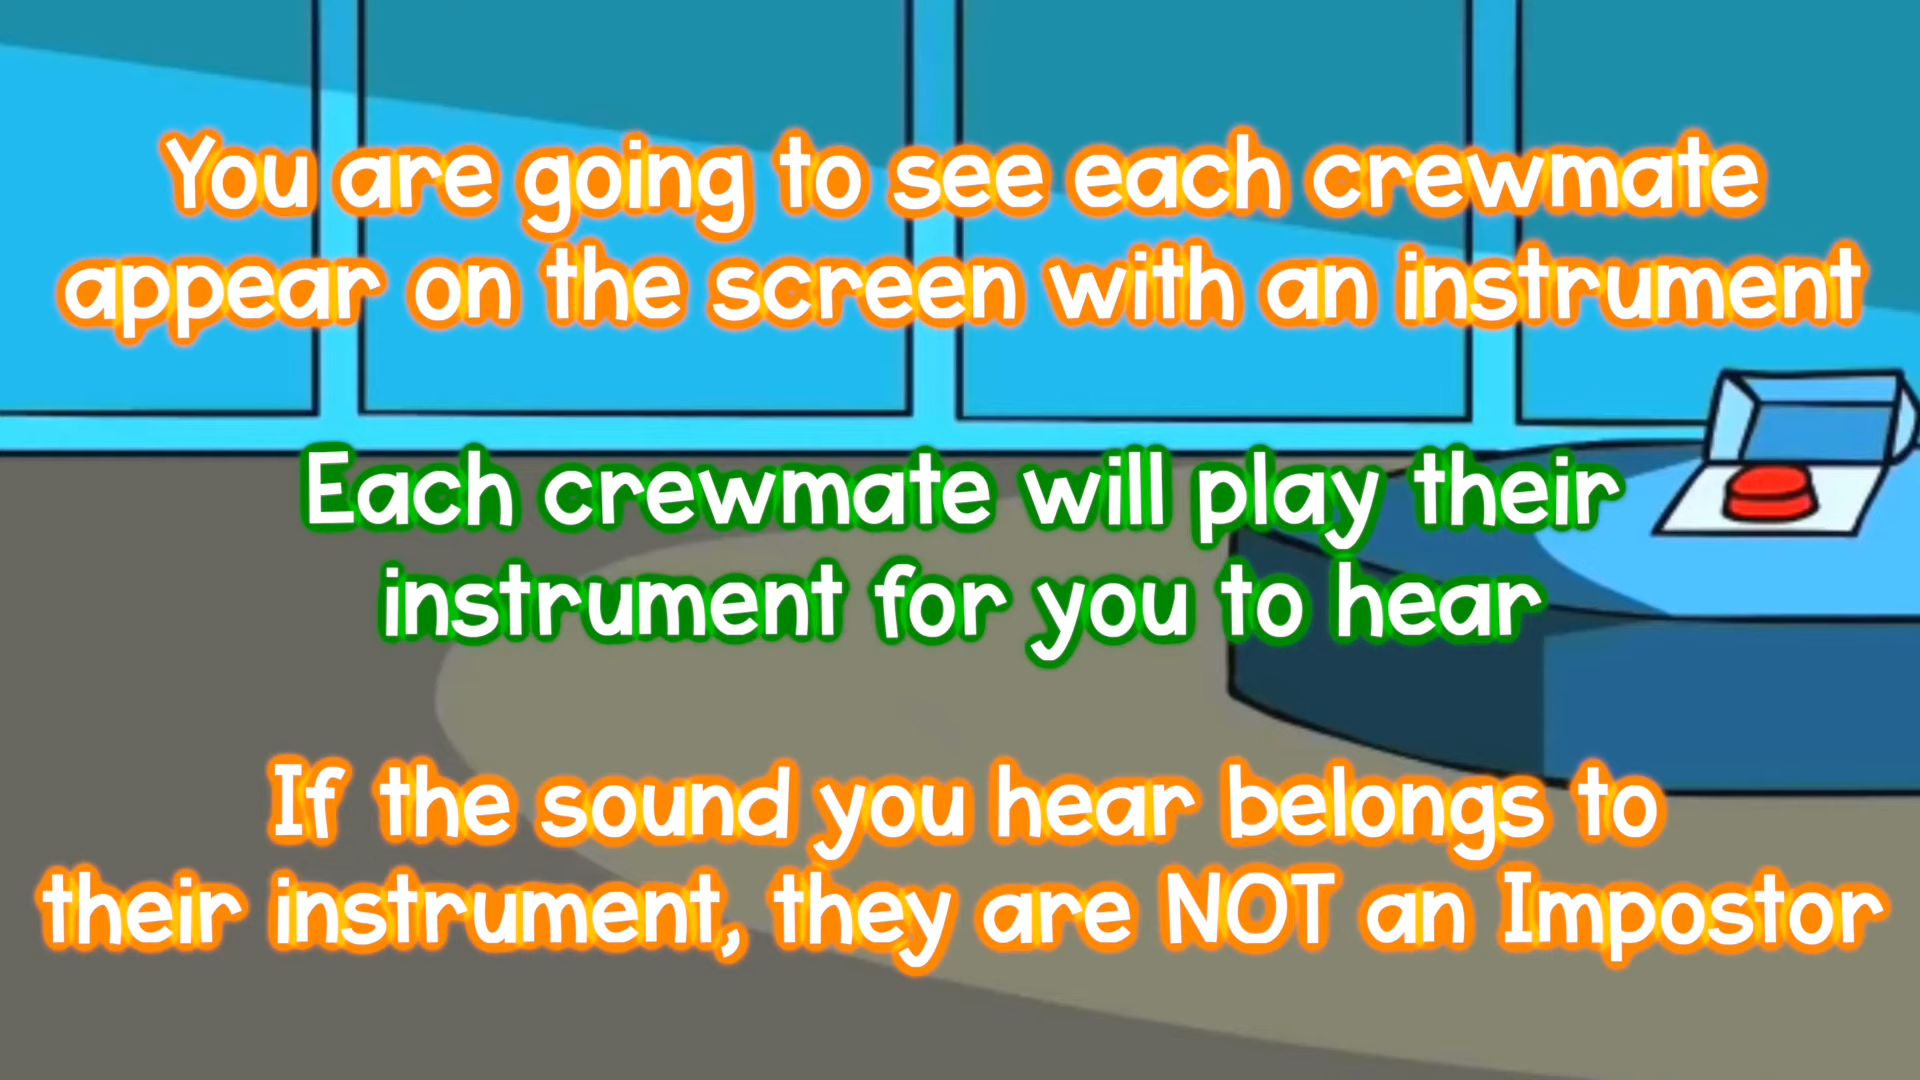 You are going to see each crewmate
appear on the screen with an instrument
Each crewmate will play their
instrument for you to hear
If the sound you hear belongs to
their instrument, they are NOT an Impostor